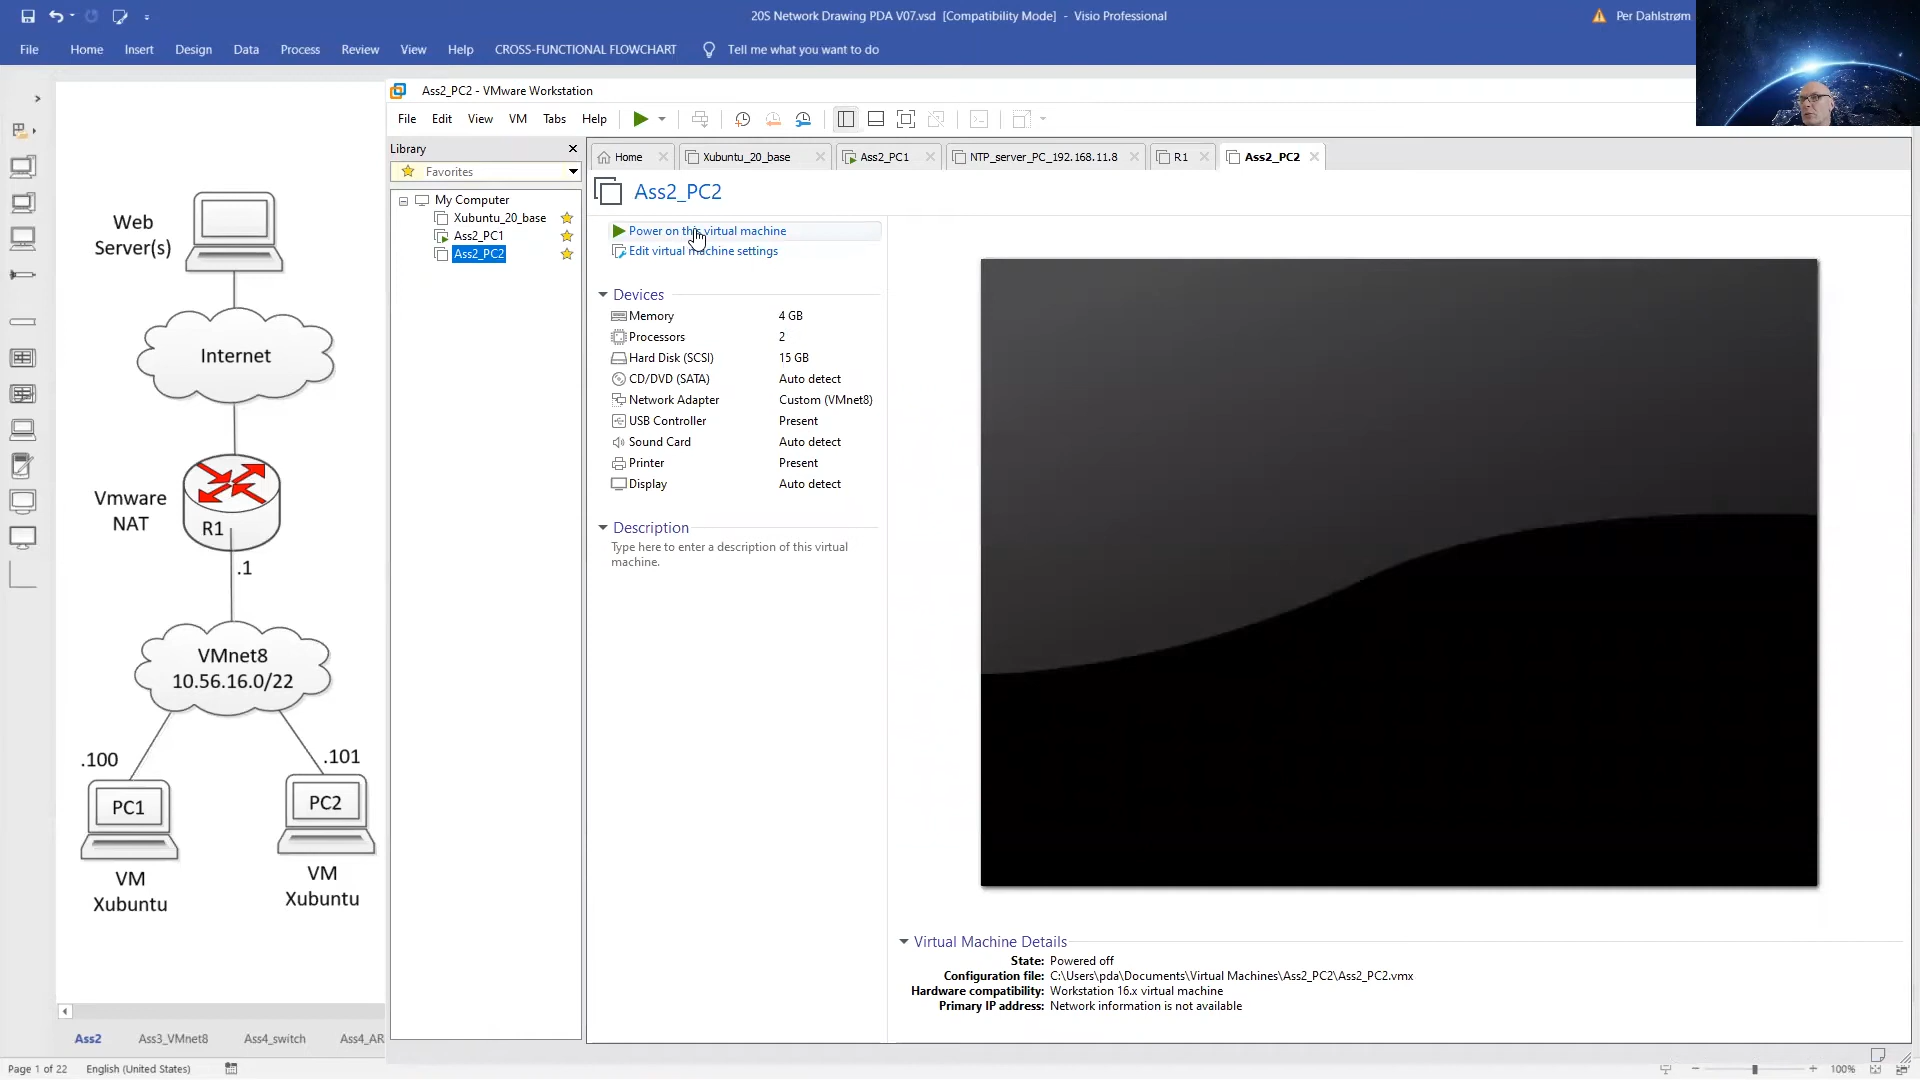 20S Network Drawing PDA V07.vsd [Compatibility Mode] - Visio Professional
Per Dahlstrøm
File Home Insert Design Data Process Review View Help CROSS-FUNCTIONAL FLOWCHART Tell me what you want to do
Ass2_PC2 - VMware Workstation
File Edit View VM Tabs Help
Library
Favorites
My Computer
Xubuntu_20_base
Ass2_PC1
Ass2_PC2
Home Xubuntu_20_base Ass2_PC1 NTP_server_PC_192.168.11.8 R1 Ass2_PC2
Ass2_PC2
Power on this virtual machine
Edit virtual machine settings
Devices
Memory 4 GB
Processors 2
Hard Disk (SCSI) 15 GB
CD/DVD (SATA) Auto detect
Network Adapter Custom (VMnet8)
USB Controller Present
Sound Card Auto detect
Printer Present
Display Auto detect
Description
Type here to enter a description of this virtual
machine.
Virtual Machine Details
State: Powered off
Configuration file: C:\Users\pda\Documents\Virtual Machines\Ass2_PC2\Ass2_PC2.vmx
Hardware compatibility: Workstation 16.x virtual machine
Primary IP address: Network information is not available
Web
Server(s)
Internet
Vmware
NAT
R1
.1
VMnet8
10.56.16.0/22
.100
.101
PC1
PC2
VM
Xubuntu
VM
Xubuntu
Ass2 Ass3_VMnet8 Ass4_switch Ass4_AR
Page 1 of 22 English (United States)
100%